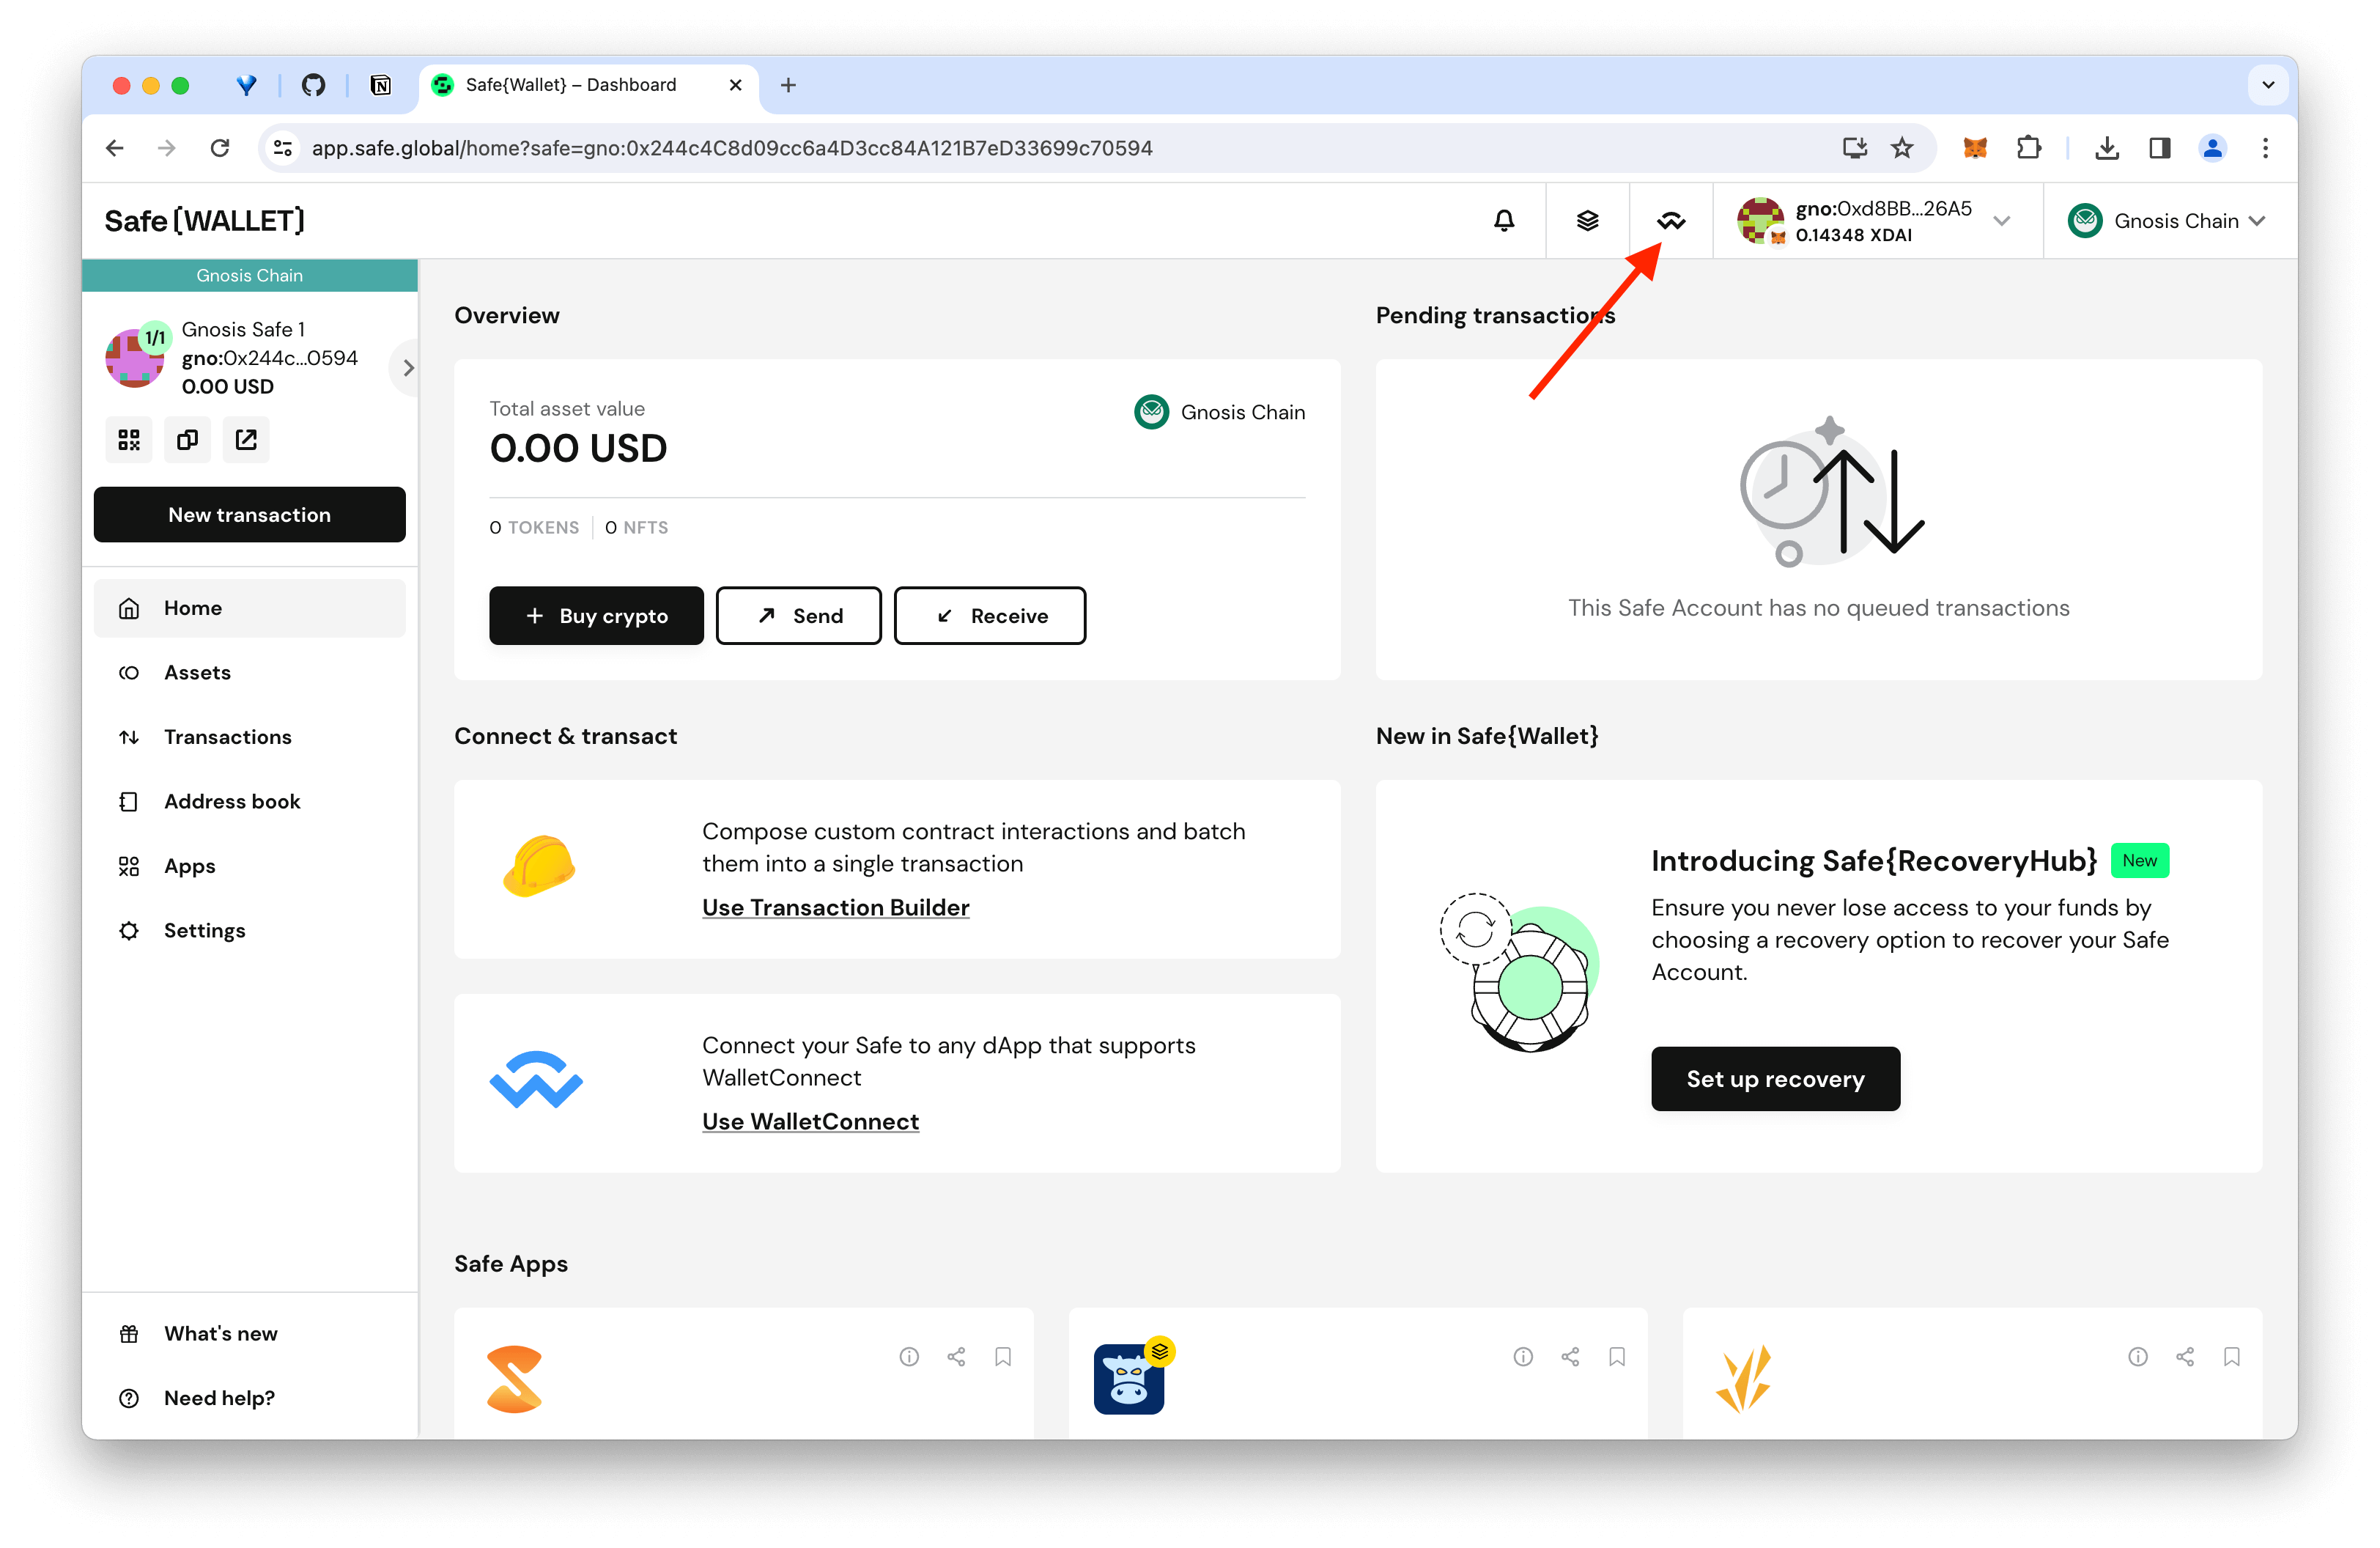 Safe{Wallet} – Dashboard
app.safe.global/home?safe=gno:0x244c4C8d09cc6a4D3cc84A121B7eD33699c70594
Safe{WALLET}
gno:0xd8BB...26A5
0.14348 XDAI
Gnosis Chain
Gnosis Chain
1/1
Gnosis Safe 1
gno:0x244c...0594
0.00 USD
New transaction
Home
Assets
Transactions
Address book
Apps
Settings
What's new
Need help?
Overview
Total asset value
0.00 USD
Gnosis Chain
0 TOKENS
0 NFTS
Buy crypto
Send
Receive
Pending transactions
This Safe Account has no queued transactions
Connect & transact
Compose custom contract interactions and batch
them into a single transaction
Use Transaction Builder
Connect your Safe to any dApp that supports
WalletConnect
Use WalletConnect
New in Safe{Wallet}
Introducing Safe{RecoveryHub}
New
Ensure you never lose access to your funds by
choosing a recovery option to recover your Safe
Account.
Set up recovery
Safe Apps